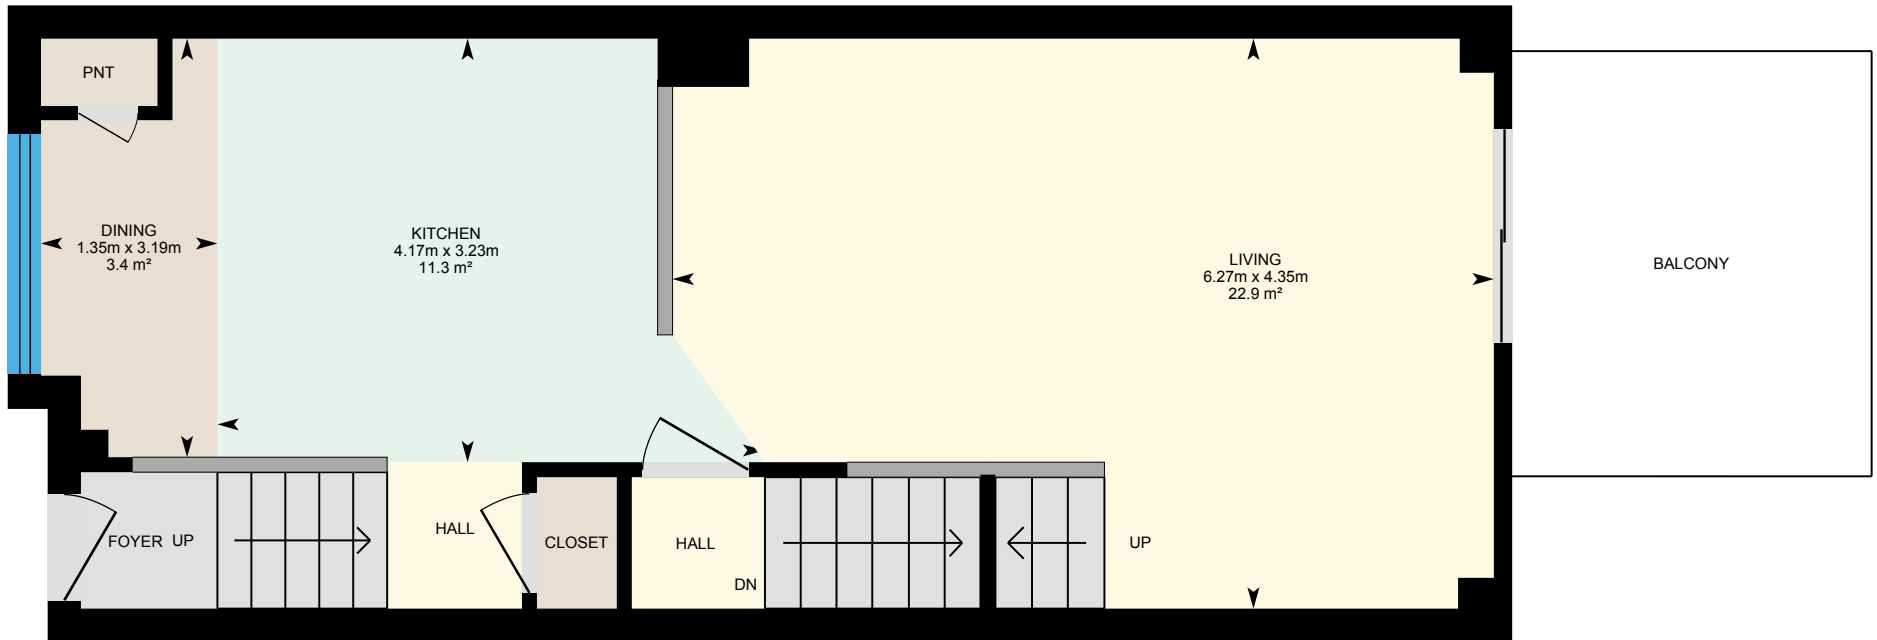 PNT
DINING
1.35m x 3.19m
3.4 m²
KITCHEN
4.17m x 3.23m
11.3 m²
LIVING
6.27m x 4.35m
22.9 m²
BALCONY
FOYER UP
HALL
CLOSET
HALL
DN
UP